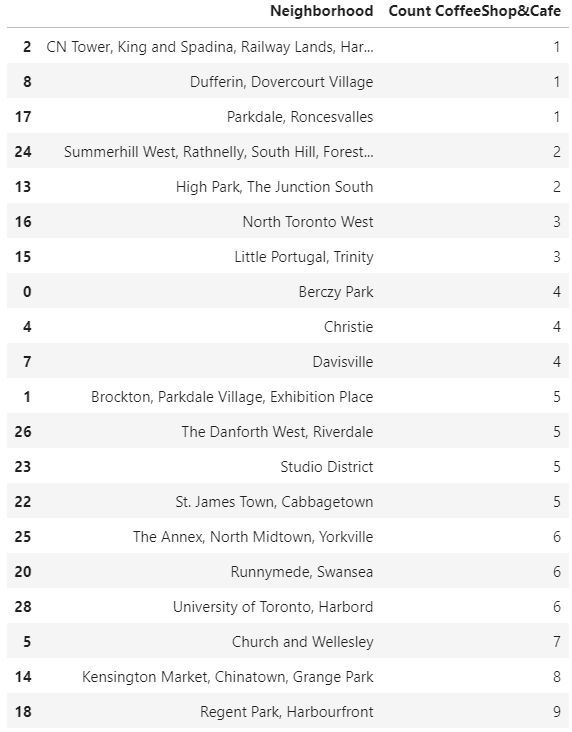 Neighborhood Count CoffeeShop&Cafe
2 CN Tower, King and Spadina, Railway Lands, Har... 1
8 Dufferin, Dovercourt Village 1
17 Parkdale, Roncesvalles 1
24 Summerhill West, Rathnelly, South Hill, Forest... 2
13 High Park, The Junction South 2
16 North Toronto West 3
15 Little Portugal, Trinity 3
0 Berczy Park 4
4 Christie 4
7 Davisville 4
1 Brockton, Parkdale Village, Exhibition Place 5
26 The Danforth West, Riverdale 5
23 Studio District 5
22 St. James Town, Cabbagetown 5
25 The Annex, North Midtown, Yorkville 6
20 Runnymede, Swansea 6
28 University of Toronto, Harbord 6
5 Church and Wellesley 7
14 Kensington Market, Chinatown, Grange Park 8
18 Regent Park, Harbourfront 9